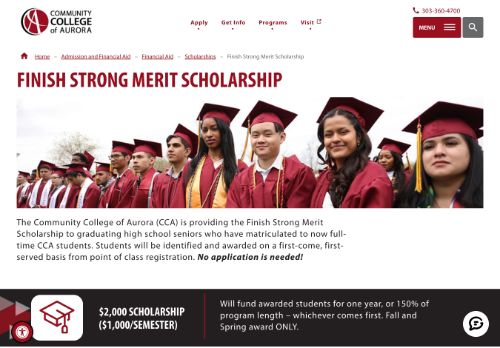 COMMUNITY
COLLEGE
of AURORA
303-360-4700
Apply
Get Info
Programs
Visit
MENU
Home » Admission and Financial Aid » Financial Aid » Scholarships » Finish Strong Merit Scholarship
FINISH STRONG MERIT SCHOLARSHIP
The Community College of Aurora (CCA) is providing the Finish Strong Merit
Scholarship to graduating high school seniors who have matriculated to now full-
time CCA students. Students will be identified and awarded on a first-come, first-
served basis from point of class registration. No application is needed!
$2,000 SCHOLARSHIP
($1,000/SEMESTER)
Will fund awarded students for one year, or 150% of
program length – whichever comes first. Fall and
Spring award ONLY.